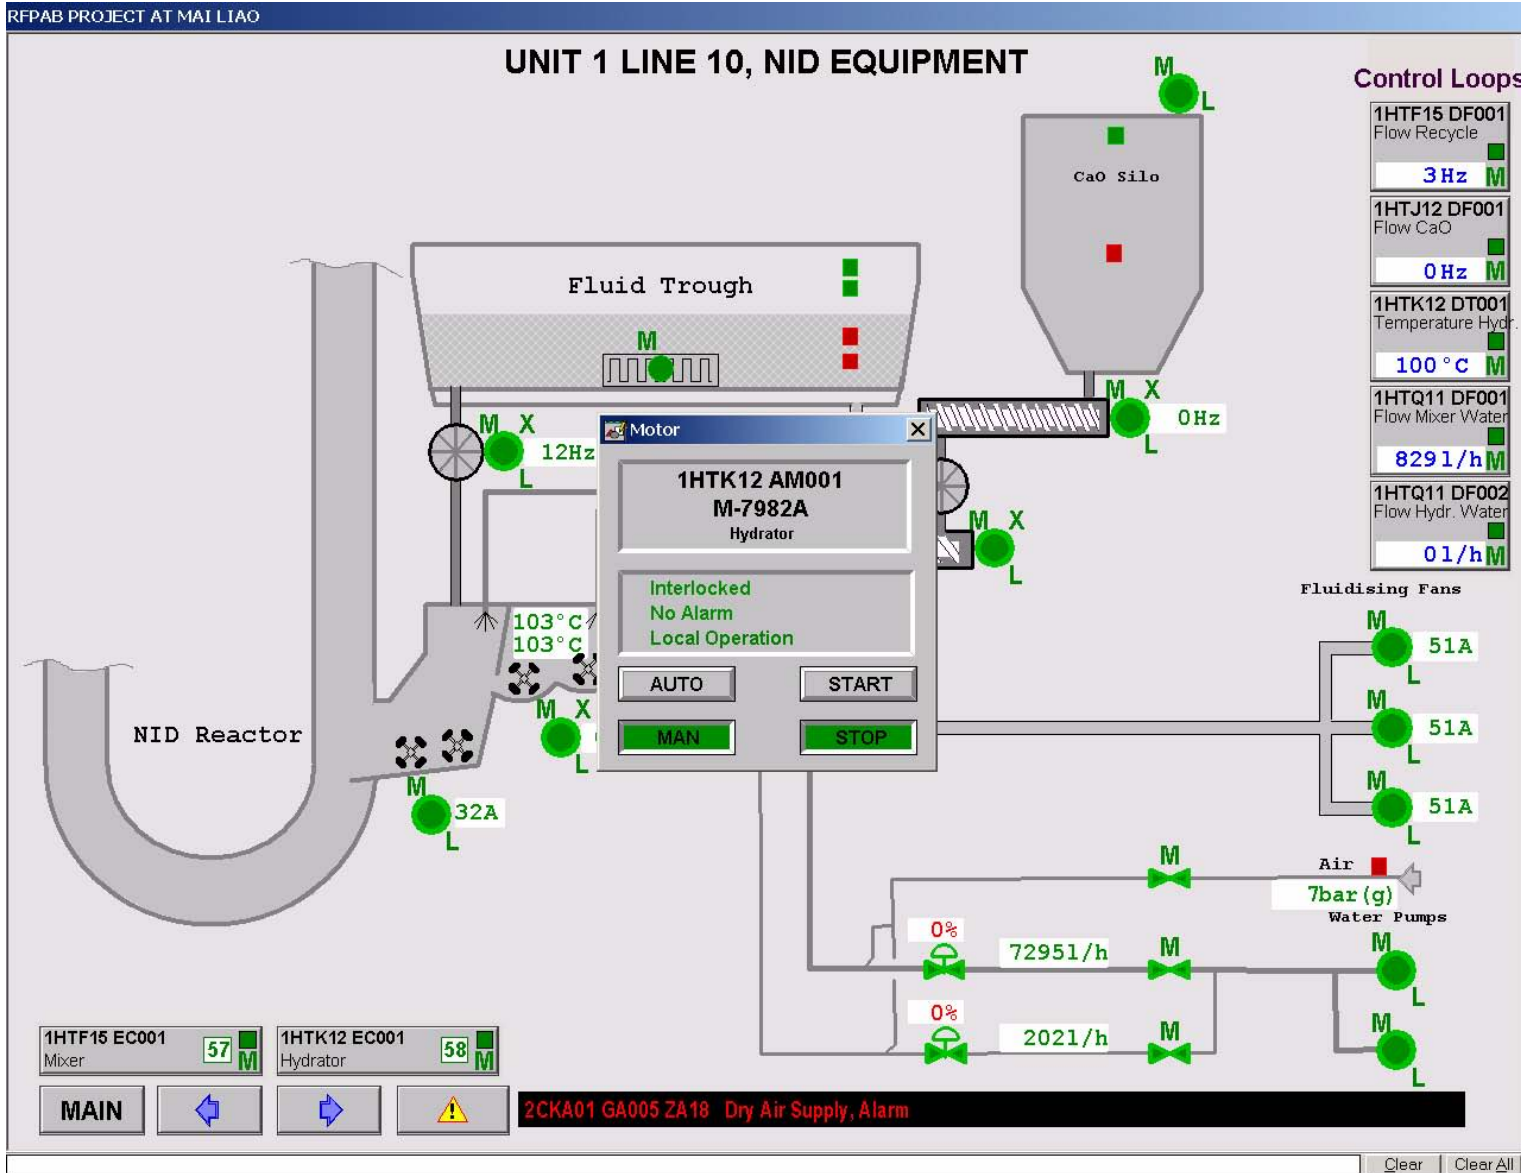 RFPAB PROJECT AT MAI LIAO
UNIT 1 LINE 10, NID EQUIPMENT
M
L
CaO Silo
Control Loops
1HTF15 DF001
Flow Recycle
3Hz M
1HTJ12 DF001
Flow CaO
0Hz M
1HTK12 DT001
Temperature Hydr.
100°C M
1HTQ11 DF001
Flow Mixer Water
829l/h M
1HTQ11 DF002
Flow Hydr. Water
0l/h M
Fluid Trough
M
M X
12Hz
L
M X
0Hz
L
M X
L
Motor
1HTK12 AM001
M-7982A
Hydrator
Interlocked
No Alarm
Local Operation
AUTO START
MAN STOP
103°C
103°C
M X
L
NID Reactor
M
32A
L
Fluidising Fans
M
51A
L
M
51A
L
M
51A
L
M
Air
7bar(g)
Water Pumps
0%
7295l/h
M
M
L
0%
202l/h
M
M
L
1HTF15 EC001
Mixer
57 M
1HTK12 EC001
Hydrator
58 M
MAIN
2CKA01 GA005 ZA18 Dry Air Supply, Alarm
Clear Clear All